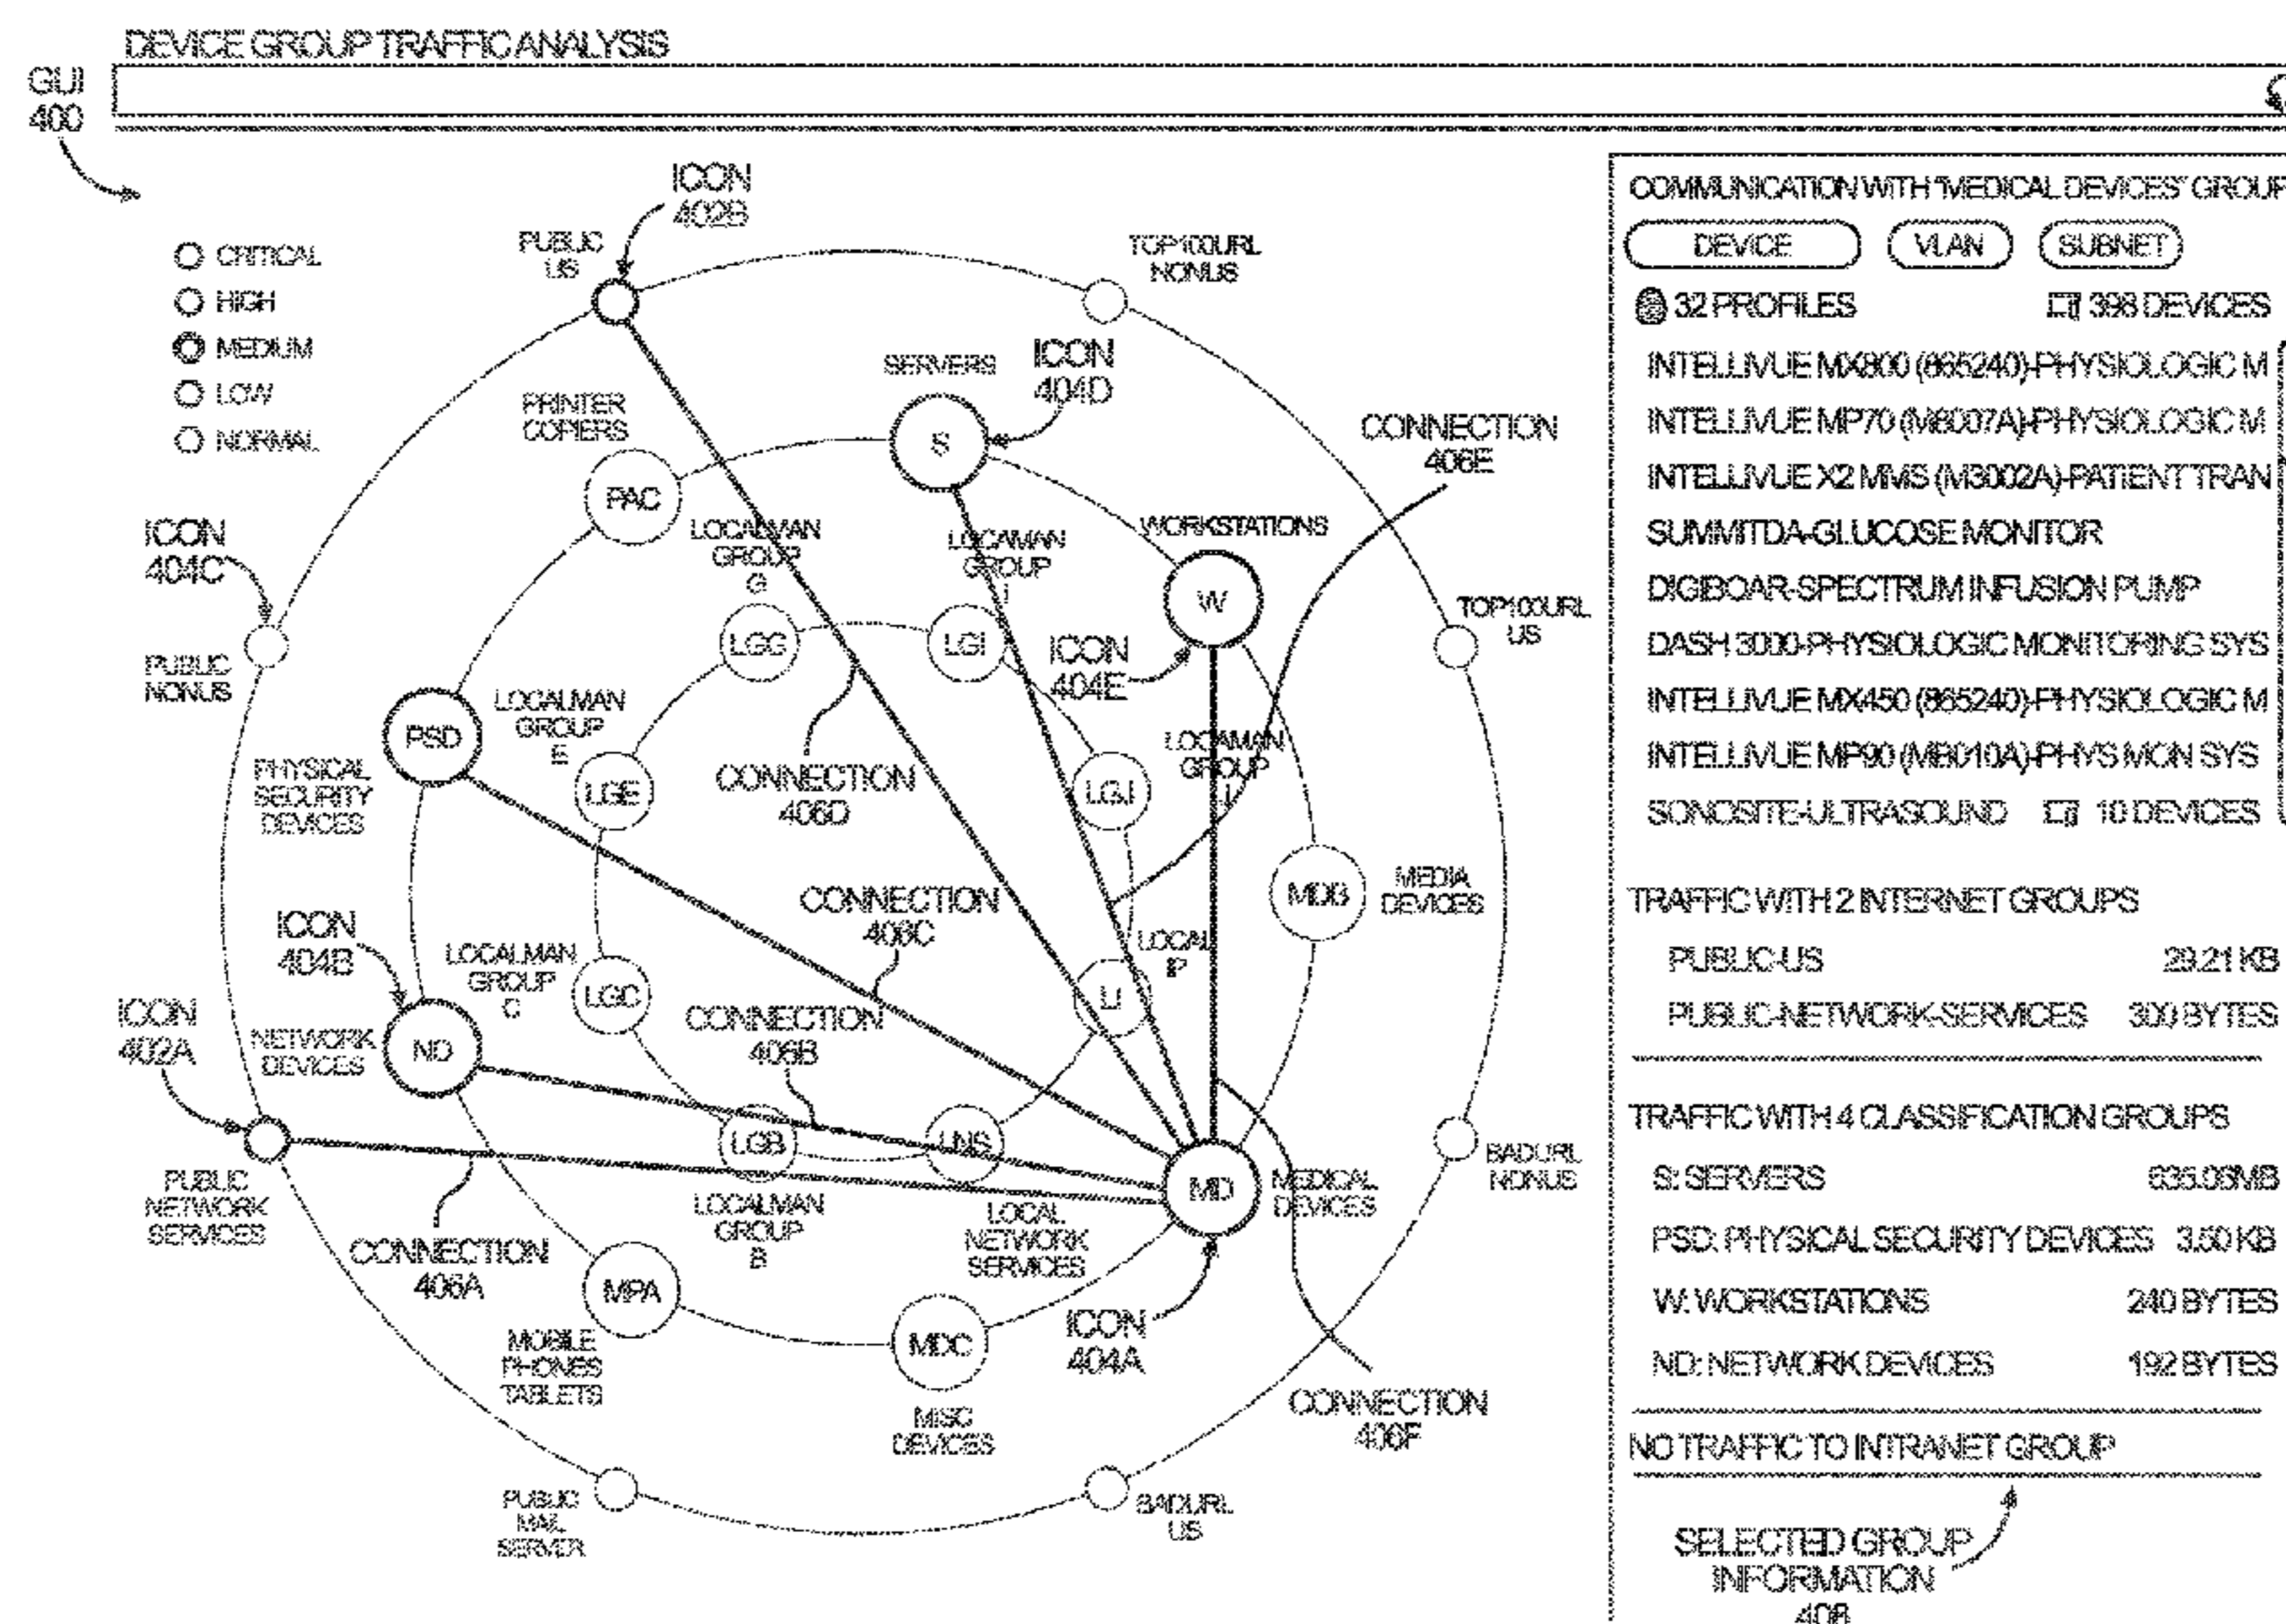 DEVICE GROUP TRAFFIC ANALYSIS
GUI
400
CRITICAL
HIGH
MEDIUM
LOW
NORMAL
ICON
402B
PUBLIC
US
TOP100URL
NONUS
SERVERS
ICON
404D
S
PRINTER
COPIERS
PAC
CONNECTION
406E
ICON
404C
PUBLIC
NONUS
LOCALMAN
GROUP
G
LGG
LOCAMAN
GROUP
I
LGI
WORKSTATIONS
W
ICON
404E
TOP100URL
US
PSD
PHYSICAL
SECURITY
DEVICES
LOCALMAN
GROUP
E
LGE
CONNECTION
406D
LOCAMAN
GROUP
J
LGJ
MDB
MEDIA
DEVICES
CONNECTION
406C
ICON
404B
LOCALMAN
GROUP
C
LGC
LOCAL
IP
LI
ICON
402A
NETWORK
DEVICES
ND
CONNECTION
406B
LGB
LNS
PUBLIC
NETWORK
SERVICES
CONNECTION
406A
LOCALMAN
GROUP
B
LOCAL
NETWORK
SERVICES
MD
MEDICAL
DEVICES
BADURL
NONUS
MPA
MOBILE
PHONES
TABLETS
MDC
MISC
DEVICES
ICON
404A
CONNECTION
406F
PUBLIC
MAIL
SERVER
BADURL
US
COMMUNICATION WITH "MEDICAL DEVICES" GROUP
DEVICE VLAN SUBNET
32 PROFILES 398 DEVICES
INTELLIVUE MX800 (865240)-PHYSIOLOGIC M
INTELLIVUE MP70 (M8007A)-PHYSIOLOGIC M
INTELLIVUE X2 MMS (M3002A)-PATIENT TRAN
SUMMITDA-GLUCOSE MONITOR
DIGIBOAR-SPECTRUM INFUSION PUMP
DASH 3000-PHYSIOLOGIC MONITORING SYS
INTELLIVUE MX450 (865240)-PHYSIOLOGIC M
INTELLIVUE MP90 (M8010A)-PHYS MON SYS
SONOSITE-ULTRASOUND 10 DEVICES
TRAFFIC WITH 2 INTERNET GROUPS
PUBLIC-US 29.21 KB
PUBLIC-NETWORK-SERVICES 300 BYTES
TRAFFIC WITH 4 CLASSIFICATION GROUPS
S: SERVERS
PSD: PHYSICAL SECURITY DEVICES 3.50 KB
W: WORKSTATIONS 240 BYTES
ND: NETWORK DEVICES 192 BYTES
NO TRAFFIC TO INTRANET GROUP
SELECTED GROUP
INFORMATION
408